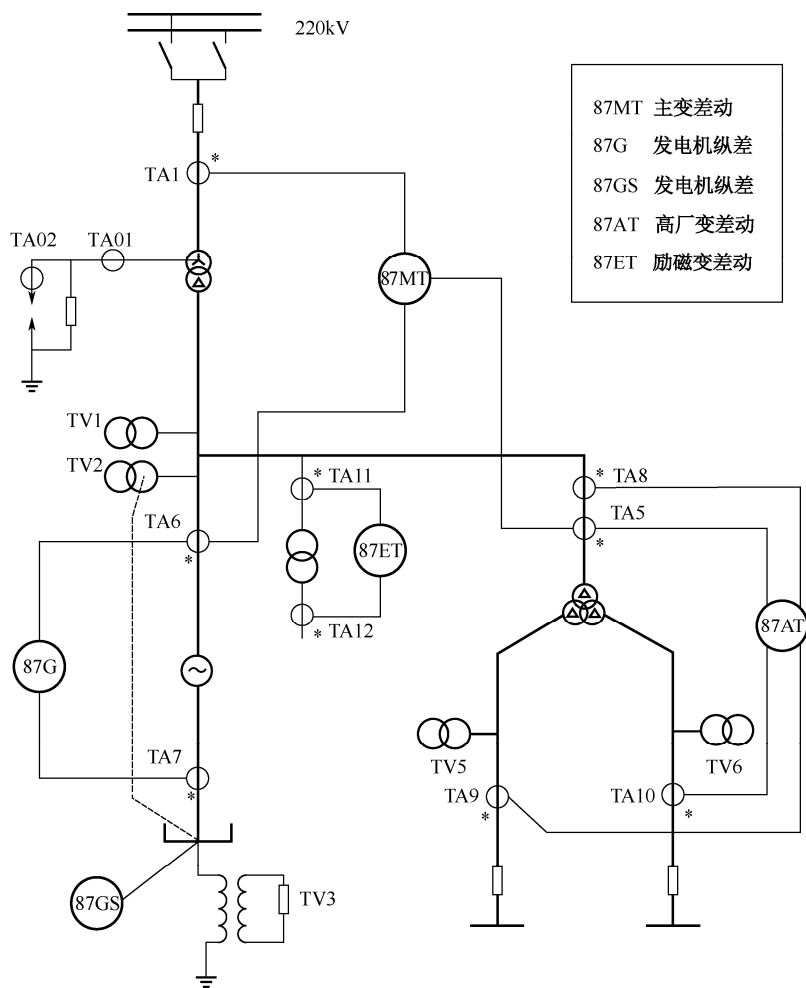 220kV
87MT 主变差动
87G 发电机纵差
87GS 发电机纵差
87AT 高厂变差动
87ET 励磁变差动
*
TA1
TA02
TA01
87MT
TV1
TV2
* TA11
* TA8
TA6
TA5
*
*
87ET
* TA12
87AT
87G
TA7
*
TV5
TV6
TA9
TA10
*
*
87GS
TV3